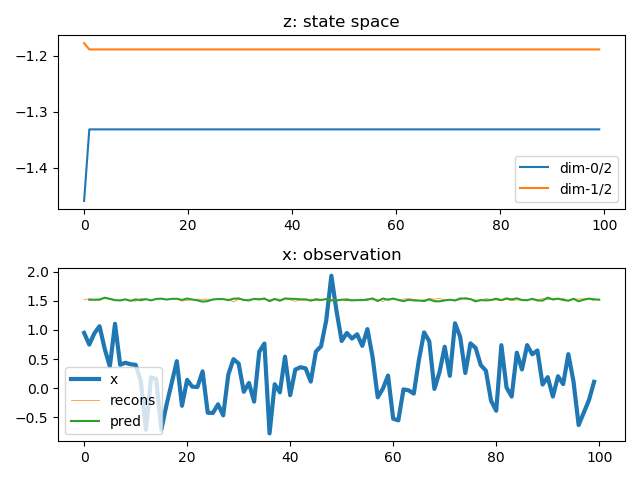 z: state space
−1.2
−1.3
−1.4
dim-0/2
dim-1/2
0 20 40 60 80 100
x: observation
2.0
1.5
1.0
0.5
0.0
−0.5
x
recons
pred
0 20 40 60 80 100